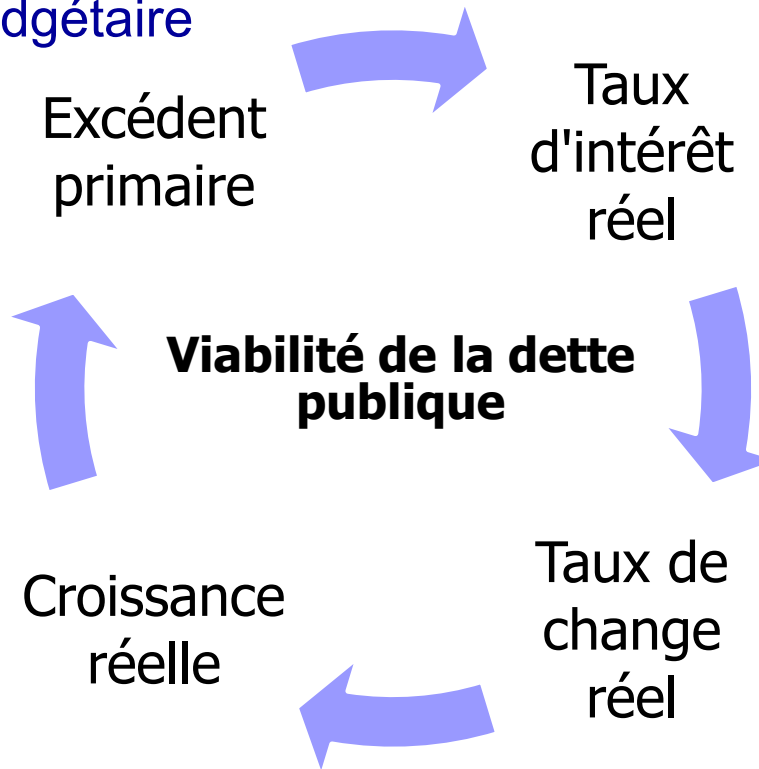 dgétaire
Excédent
primaire
Taux
d'intérêt
réel
Viabilité de la dette
publique
Taux de
change
réel
Croissance
réelle